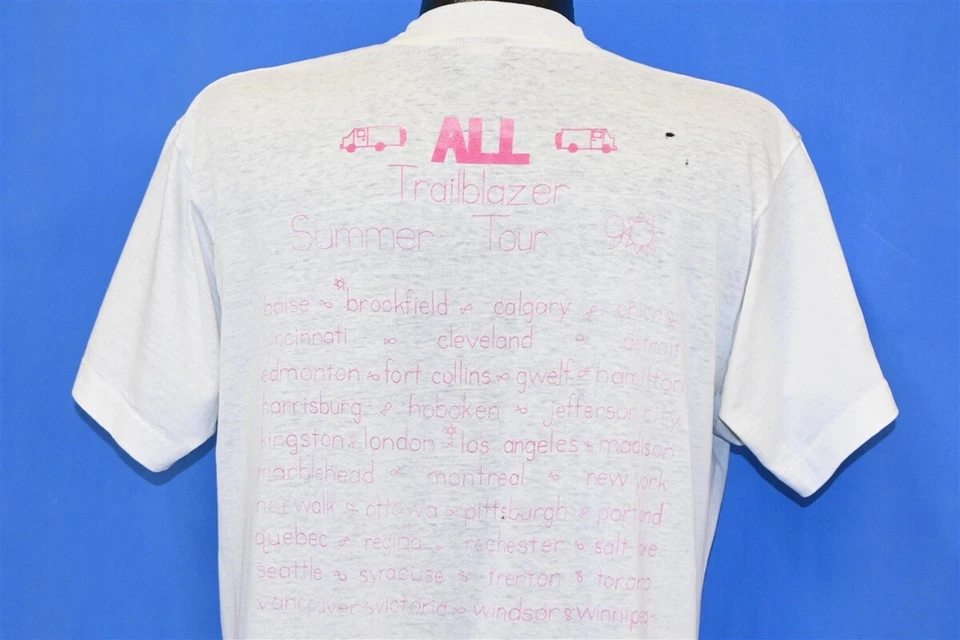 ALL
Trailblazer
Summer Tour 90
boise & brookfield & calgary & chicago
cincinnati & cleveland & detroit
edmonton & fort collins & gwelf & hamilton
harrisburg & hoboken & jefferson city
kingston & london & los angeles & madison
marblehead & montreal & new york
norwalk & ottowa & pittsburgh & portland
quebec & regina & rochester & salt lake
seattle & syracuse & trenton & toronto
vancouver & victoria & windsor & winnipeg